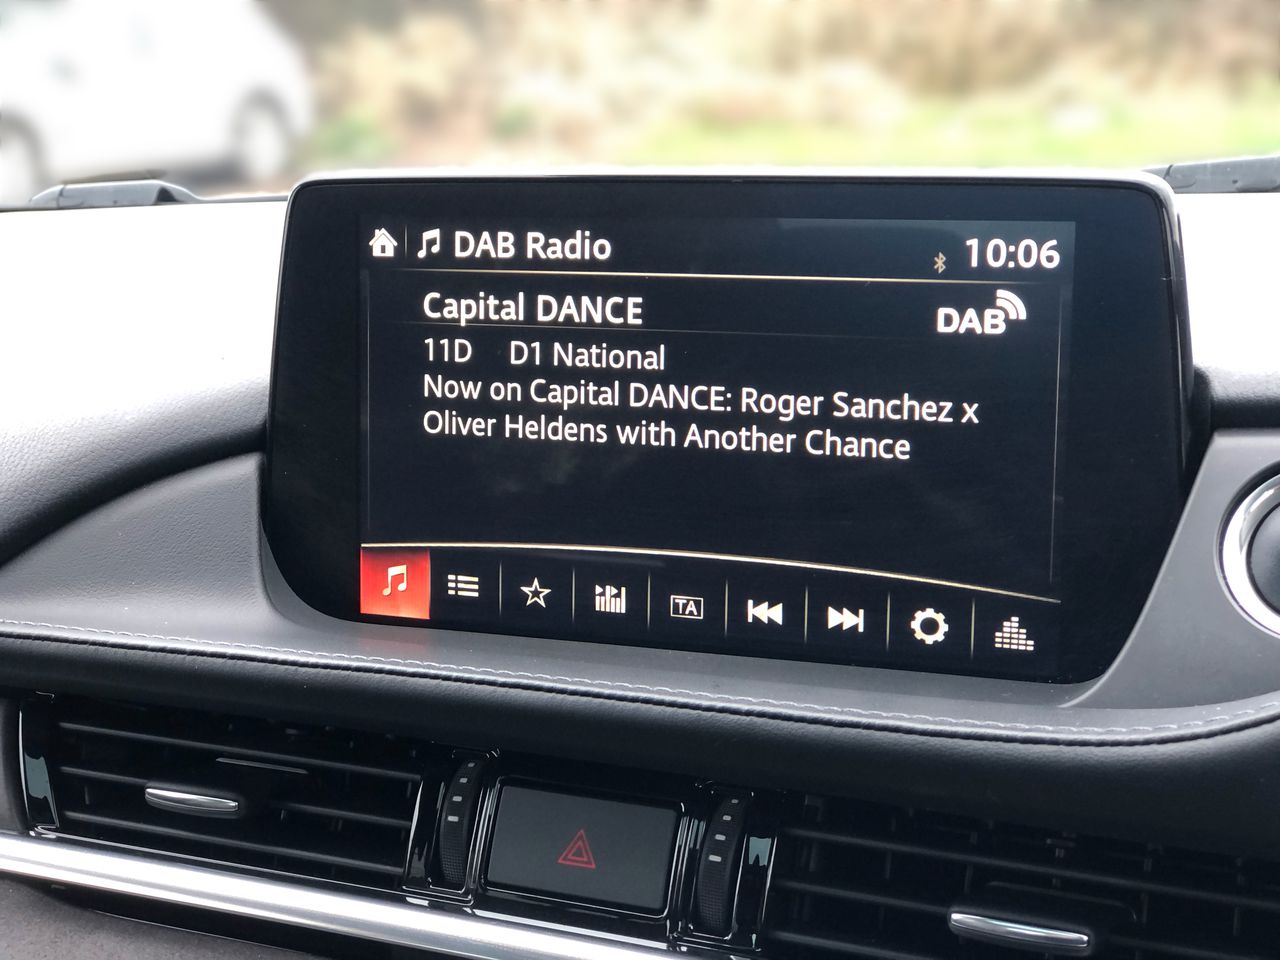 DAB Radio
10:06
Capital DANCE
DAB
11D D1 National
Now on Capital DANCE: Roger Sanchez x
Oliver Heldens with Another Chance
TA